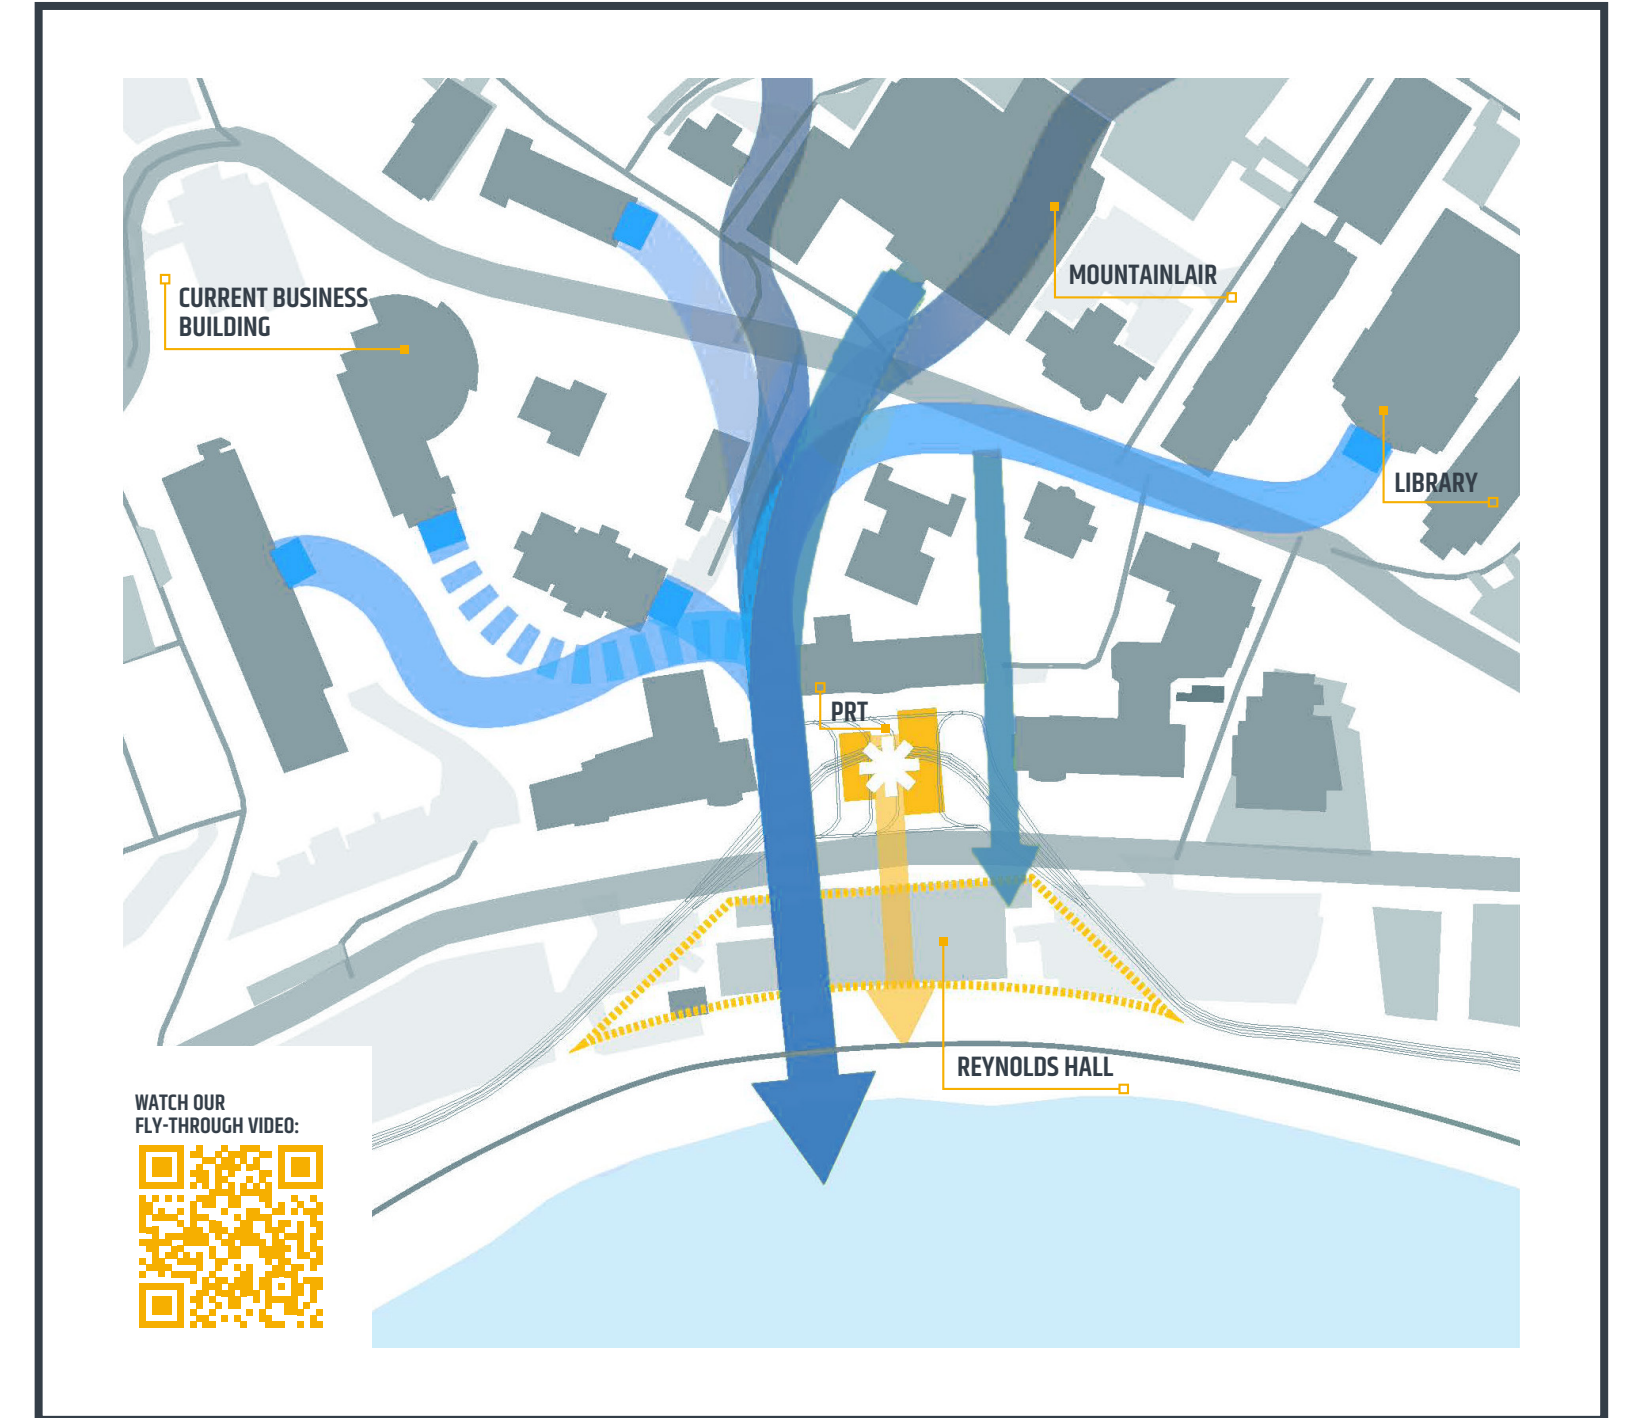 MOUNTAINLAIR
CURRENT BUSINESS
BUILDING
LIBRARY
PRT
REYNOLDS HALL
WATCH OUR
FLY-THROUGH VIDEO: